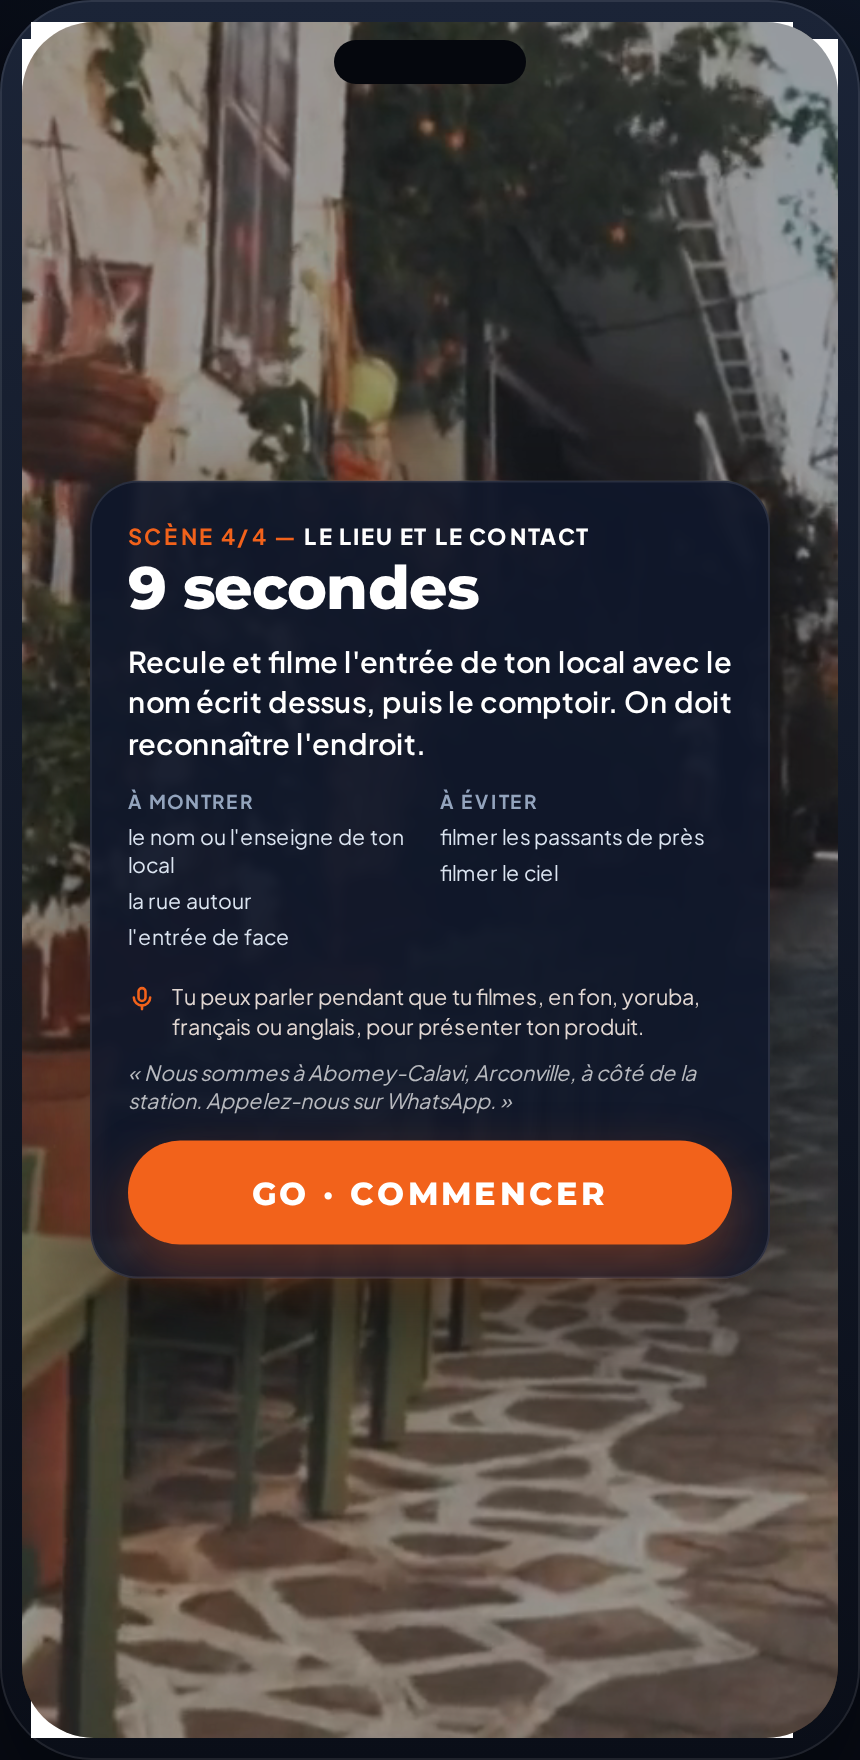 SCÈNE 4/4 — LE LIEU ET LE CONTACT
9 secondes
Recule et filme l'entrée de ton local avec le
nom écrit dessus, puis le comptoir. On doit
reconnaître l'endroit.
À MONTRER
le nom ou l'enseigne de ton
local
la rue autour
l'entrée de face
À ÉVITER
filmer les passants de près
filmer le ciel
Tu peux parler pendant que tu filmes, en fon, yoruba,
français ou anglais, pour présenter ton produit.
« Nous sommes à Abomey-Calavi, Arconville, à côté de la
station. Appelez-nous sur WhatsApp. »
GO · COMMENCER